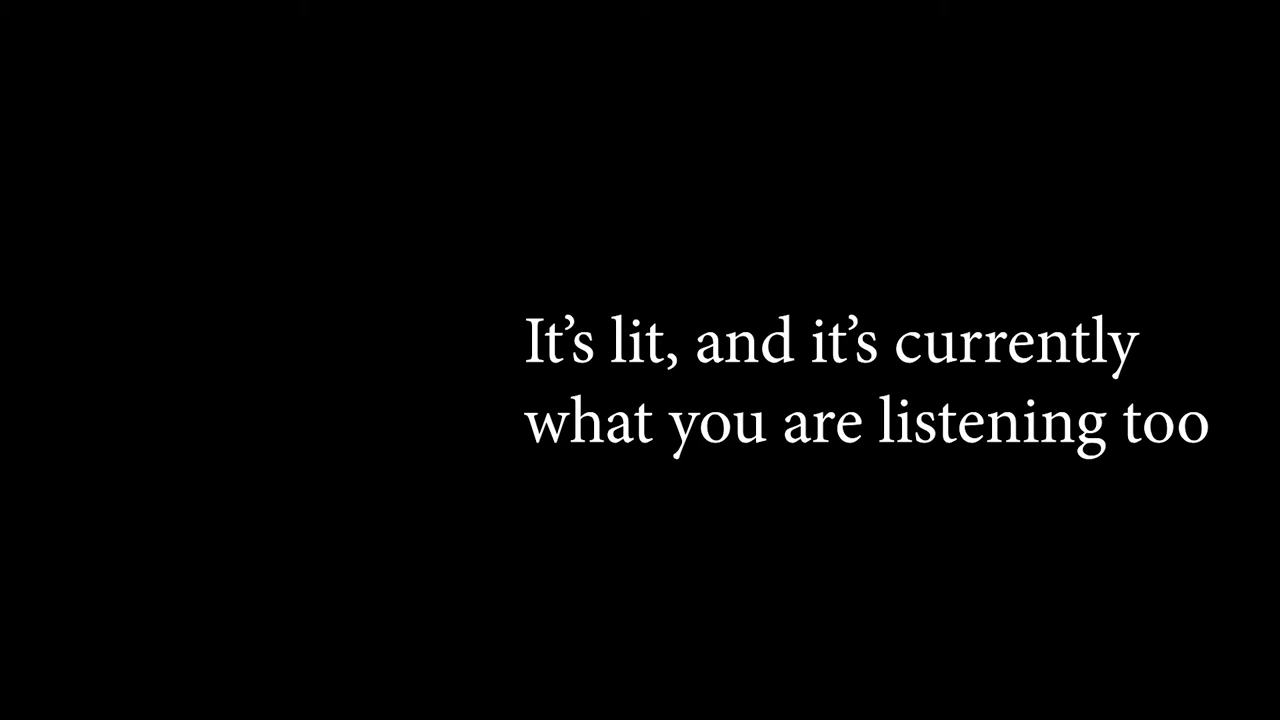 It’s lit, and it’s currently
what you are listening too